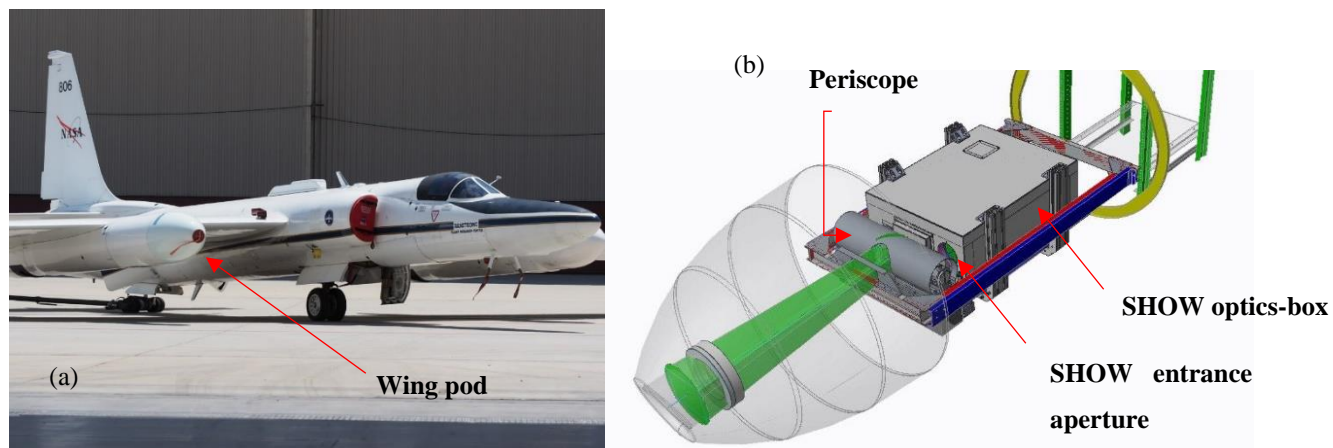 806
NASA
(a)
Wing pod
(b)
Periscope
SHOW optics-box
SHOW entrance
aperture